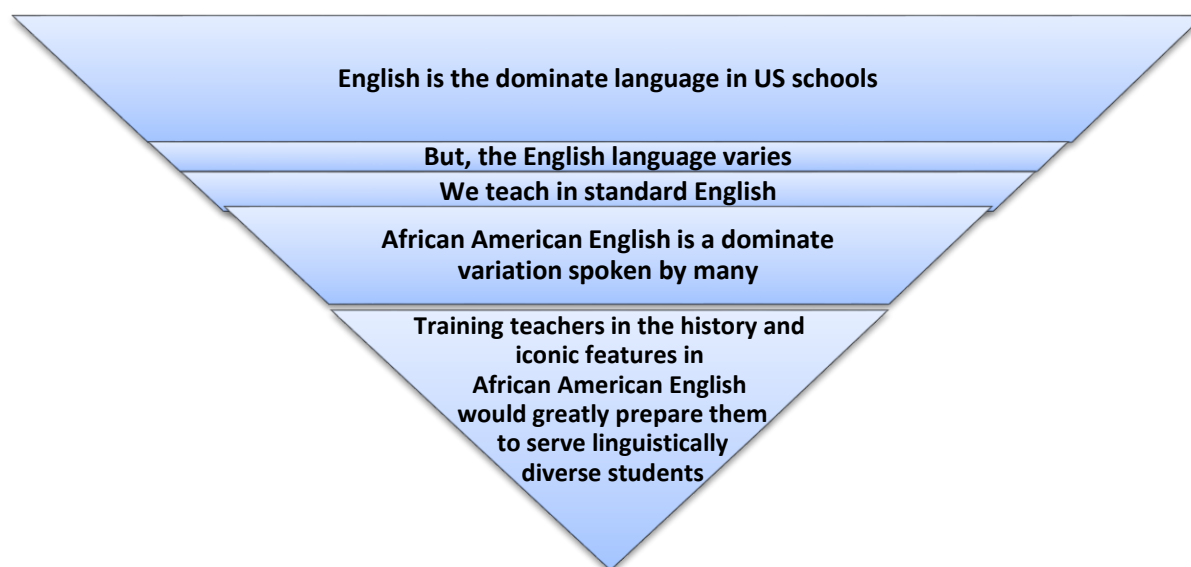 English is the dominate language in US schools
But, the English language varies
We teach in standard English
African American English is a dominate
variation spoken by many
Training teachers in the history and
iconic features in
African American English
would greatly prepare them
to serve linguistically
diverse students